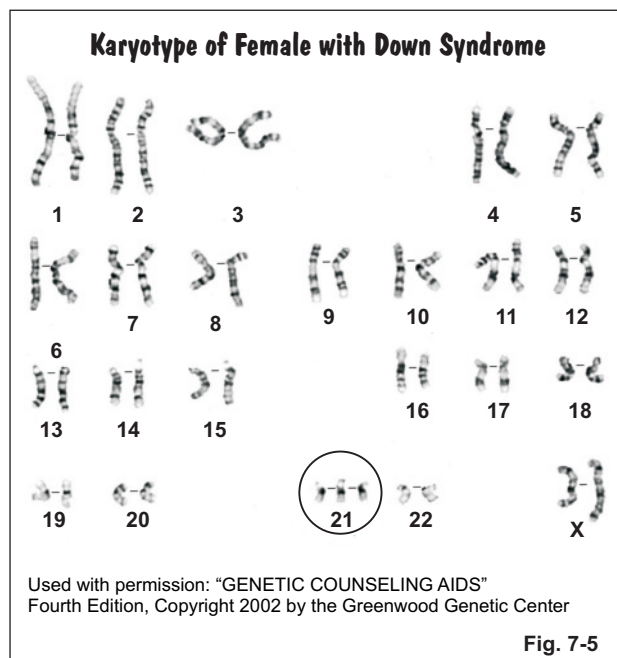 Karyotype of Female with Down Syndrome
1 2 3 4 5
6 7 8 9 10 11 12
13 14 15 16 17 18
19 20 21 22 X
Used with permission: “GENETIC COUNSELING AIDS”
Fourth Edition, Copyright 2002 by the Greenwood Genetic Center
Fig. 7-5